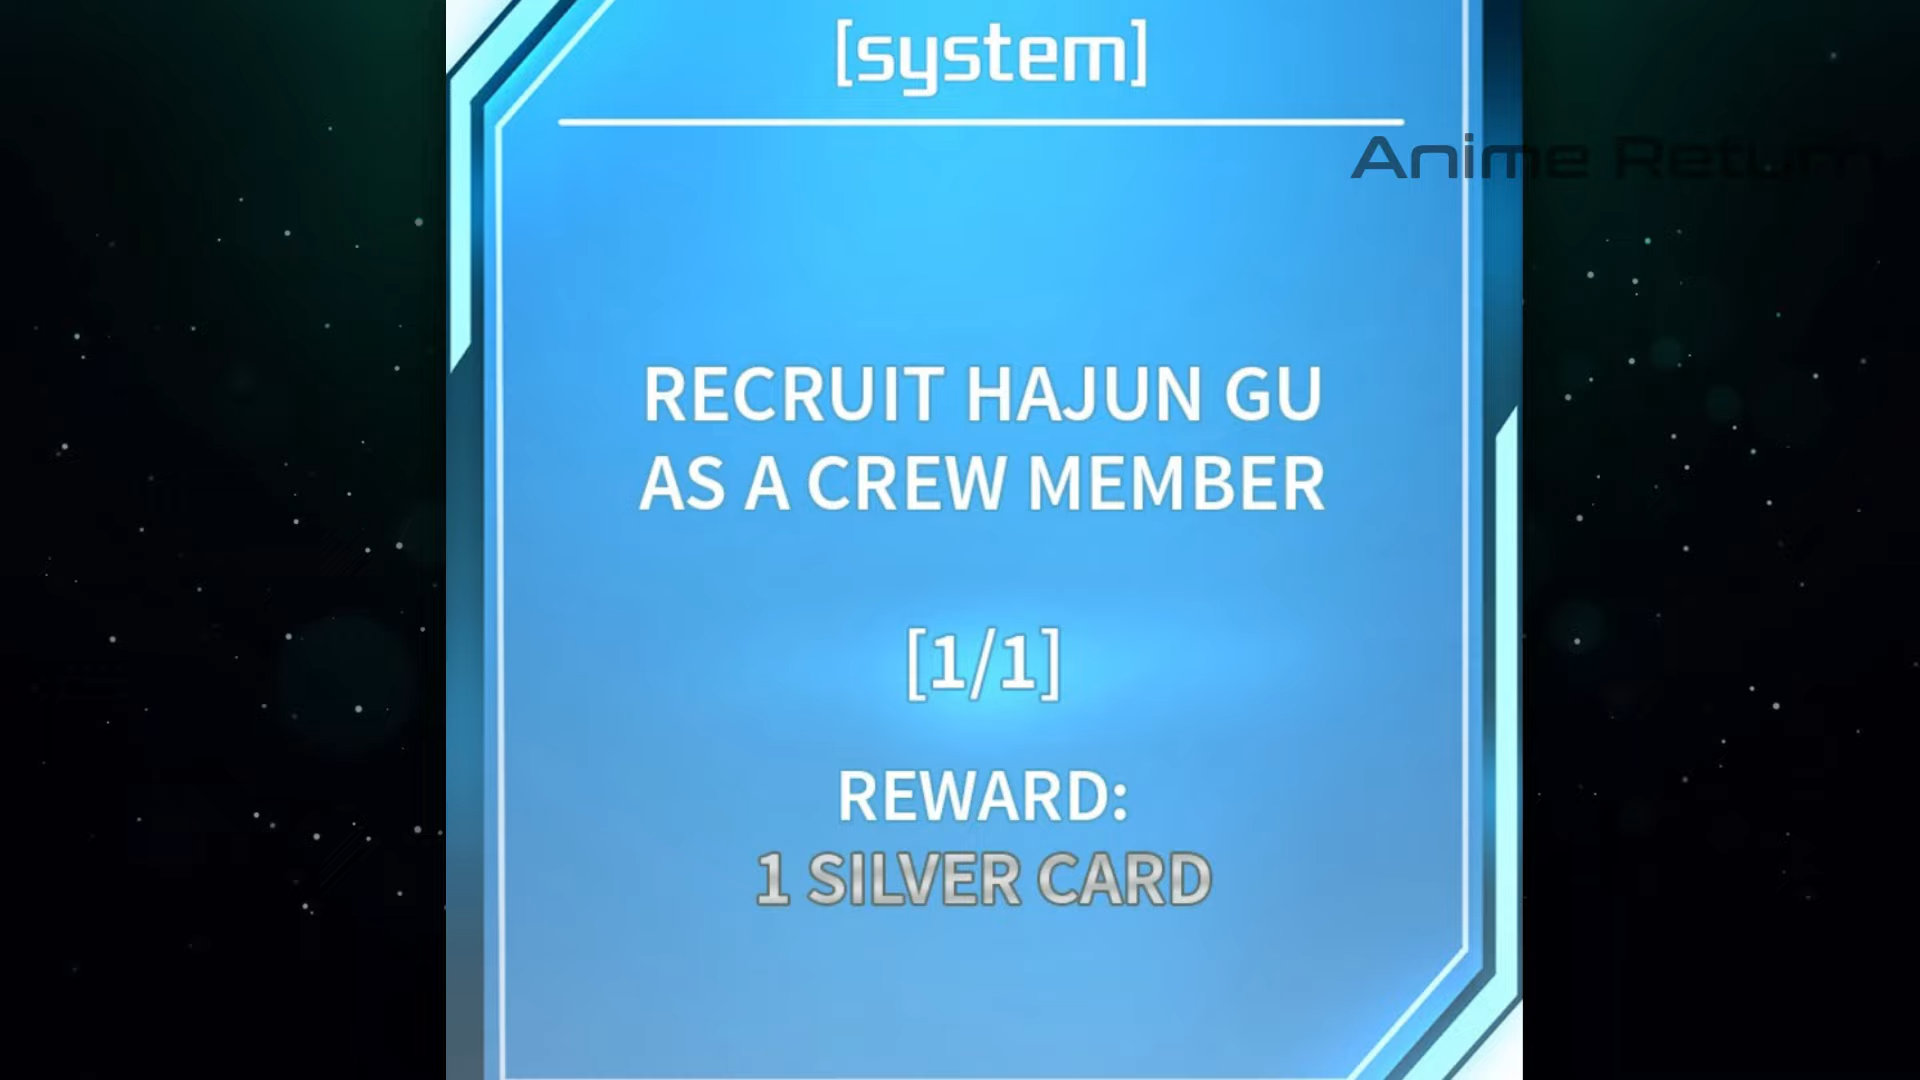 [system]
Anime Return
RECRUIT HAJUN GU
AS A CREW MEMBER
[1/1]
REWARD:
1 SILVER CARD